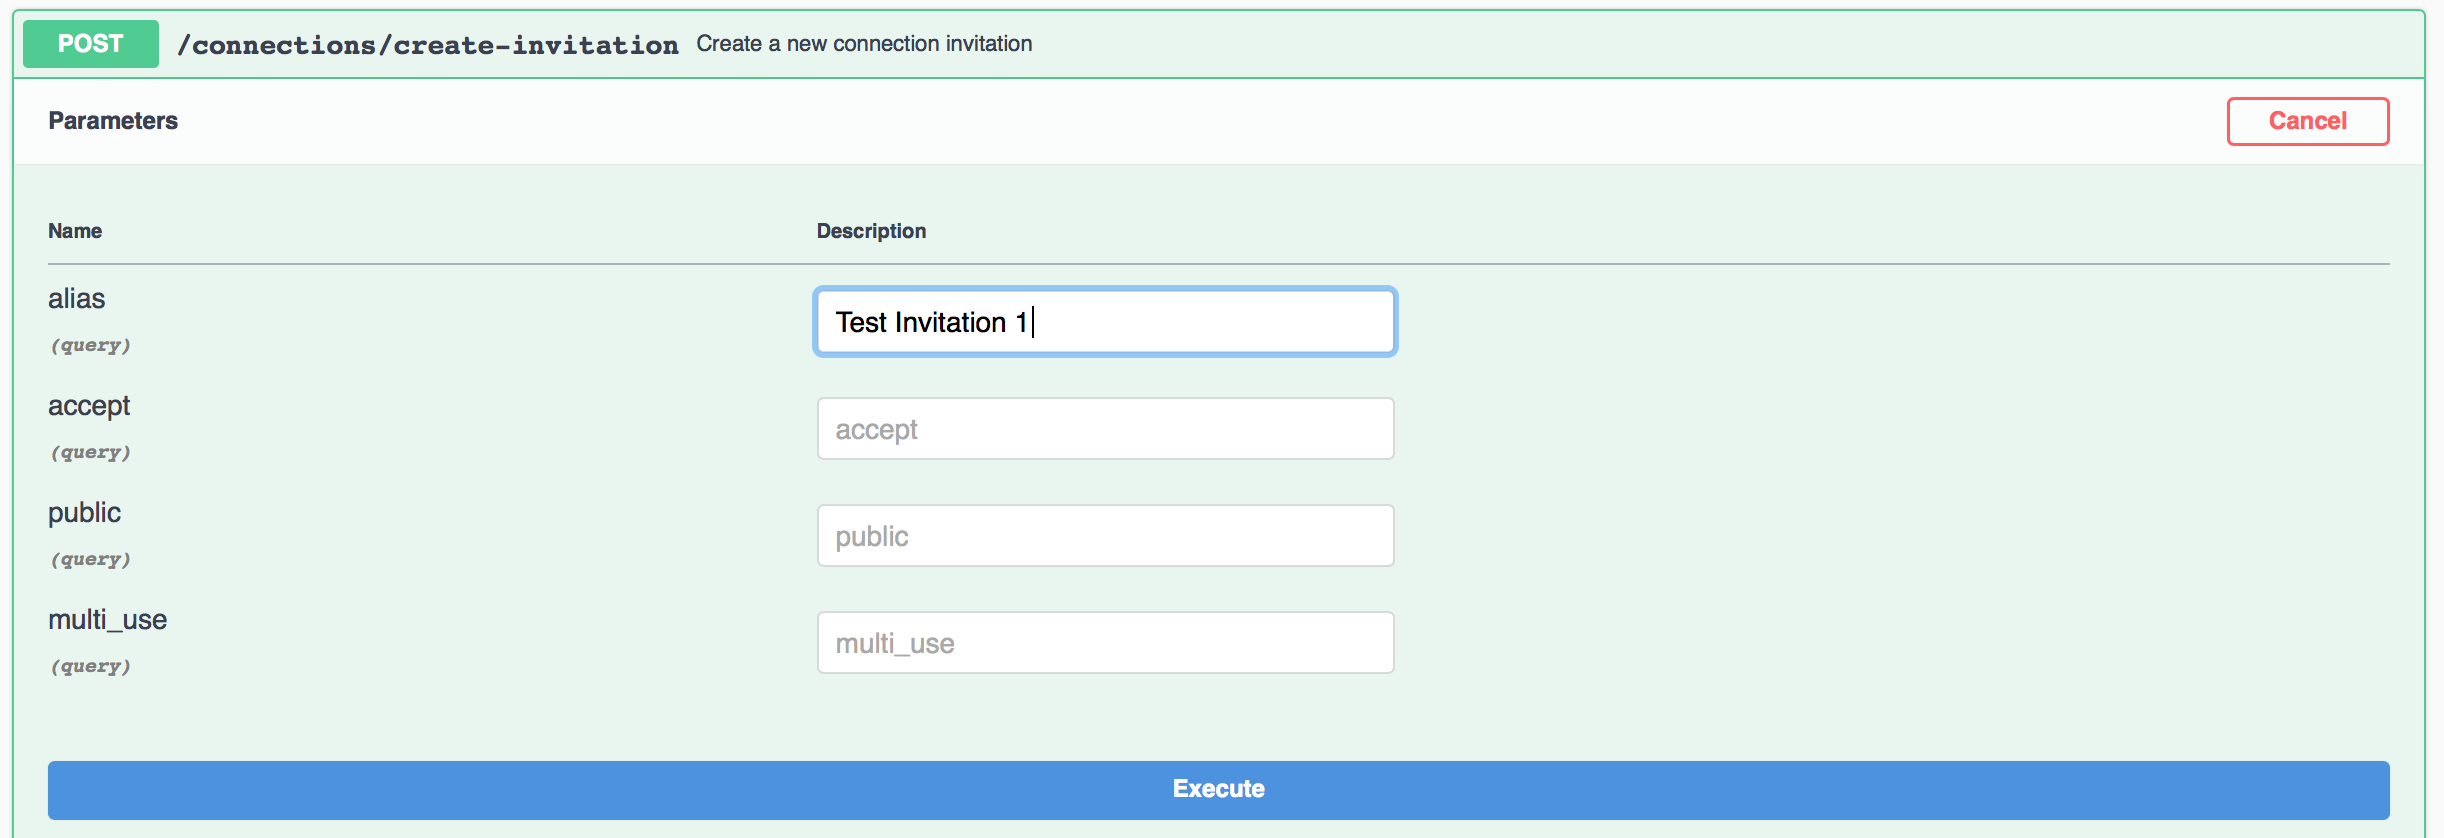 POST /connections/create-invitation Create a new connection invitation
Parameters Cancel
Name Description
alias
(query)
Test Invitation 1
accept
(query)
accept
public
(query)
public
multi_use
(query)
multi_use
Execute